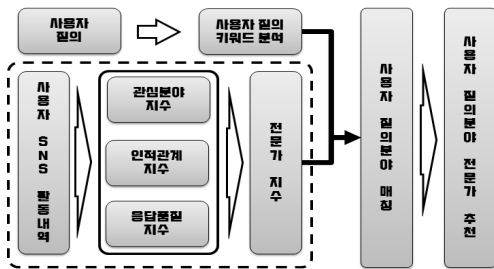 사용자
질의
사용자 질의
키워드 분석
사용자 SNS 활동내역
관심분야
지수
인적관계
지수
응답품질
지수
전문가 지수
사용자 질의분야 매칭
사용자 질의분야 전문가 추천